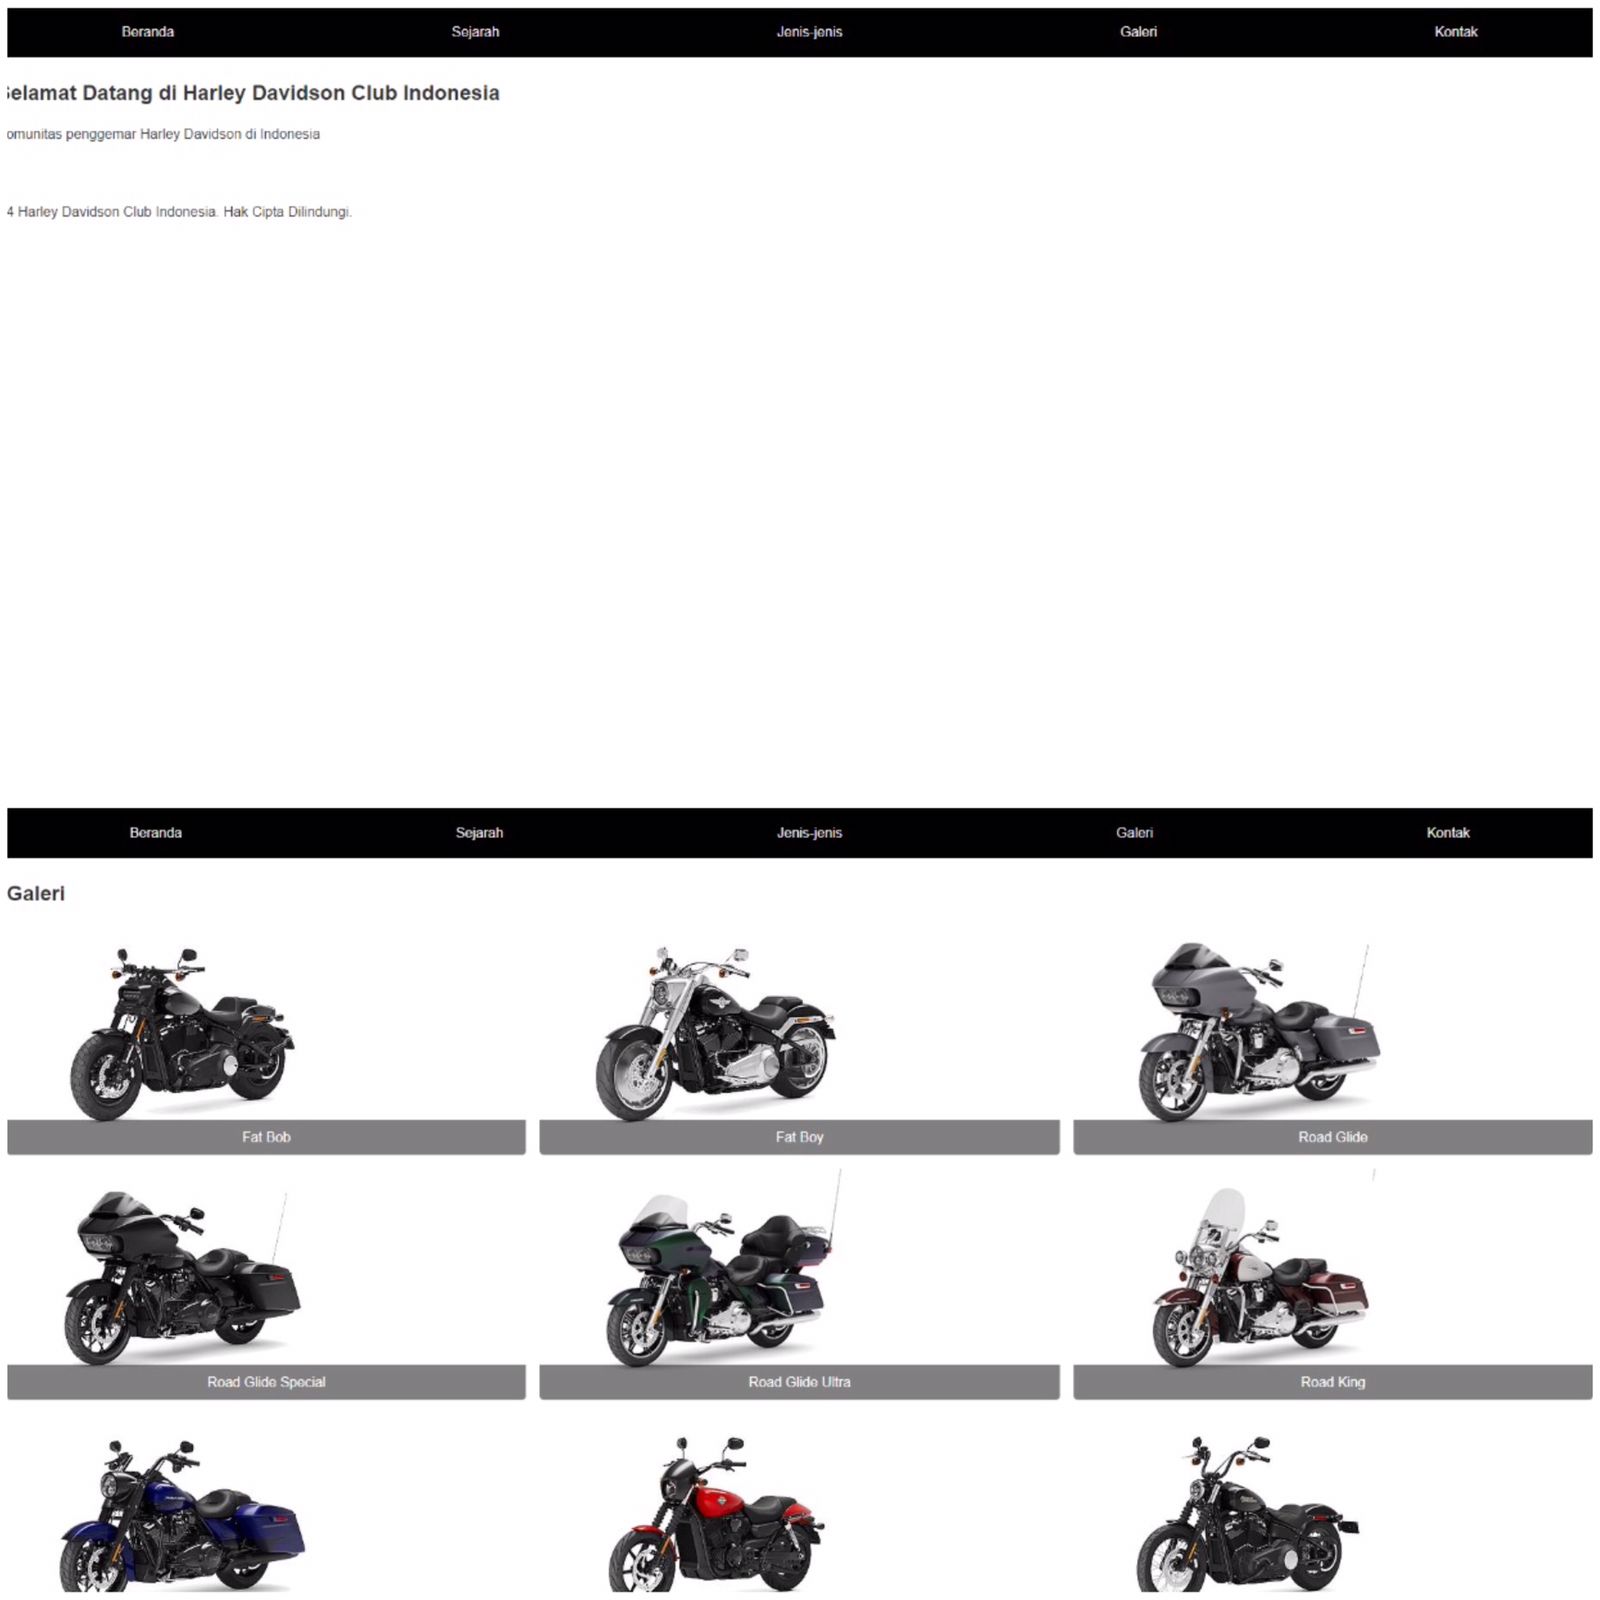 Beranda Sejarah Jenis-jenis Galeri Kontak
Selamat Datang di Harley Davidson Club Indonesia
omunitas penggemar Harley Davidson di Indonesia
4 Harley Davidson Club Indonesia. Hak Cipta Dilindungi.
Beranda Sejarah Jenis-jenis Galeri Kontak
Galeri
Fat Bob Fat Boy Road Glide
Road Glide Special Road Glide Ultra Road King